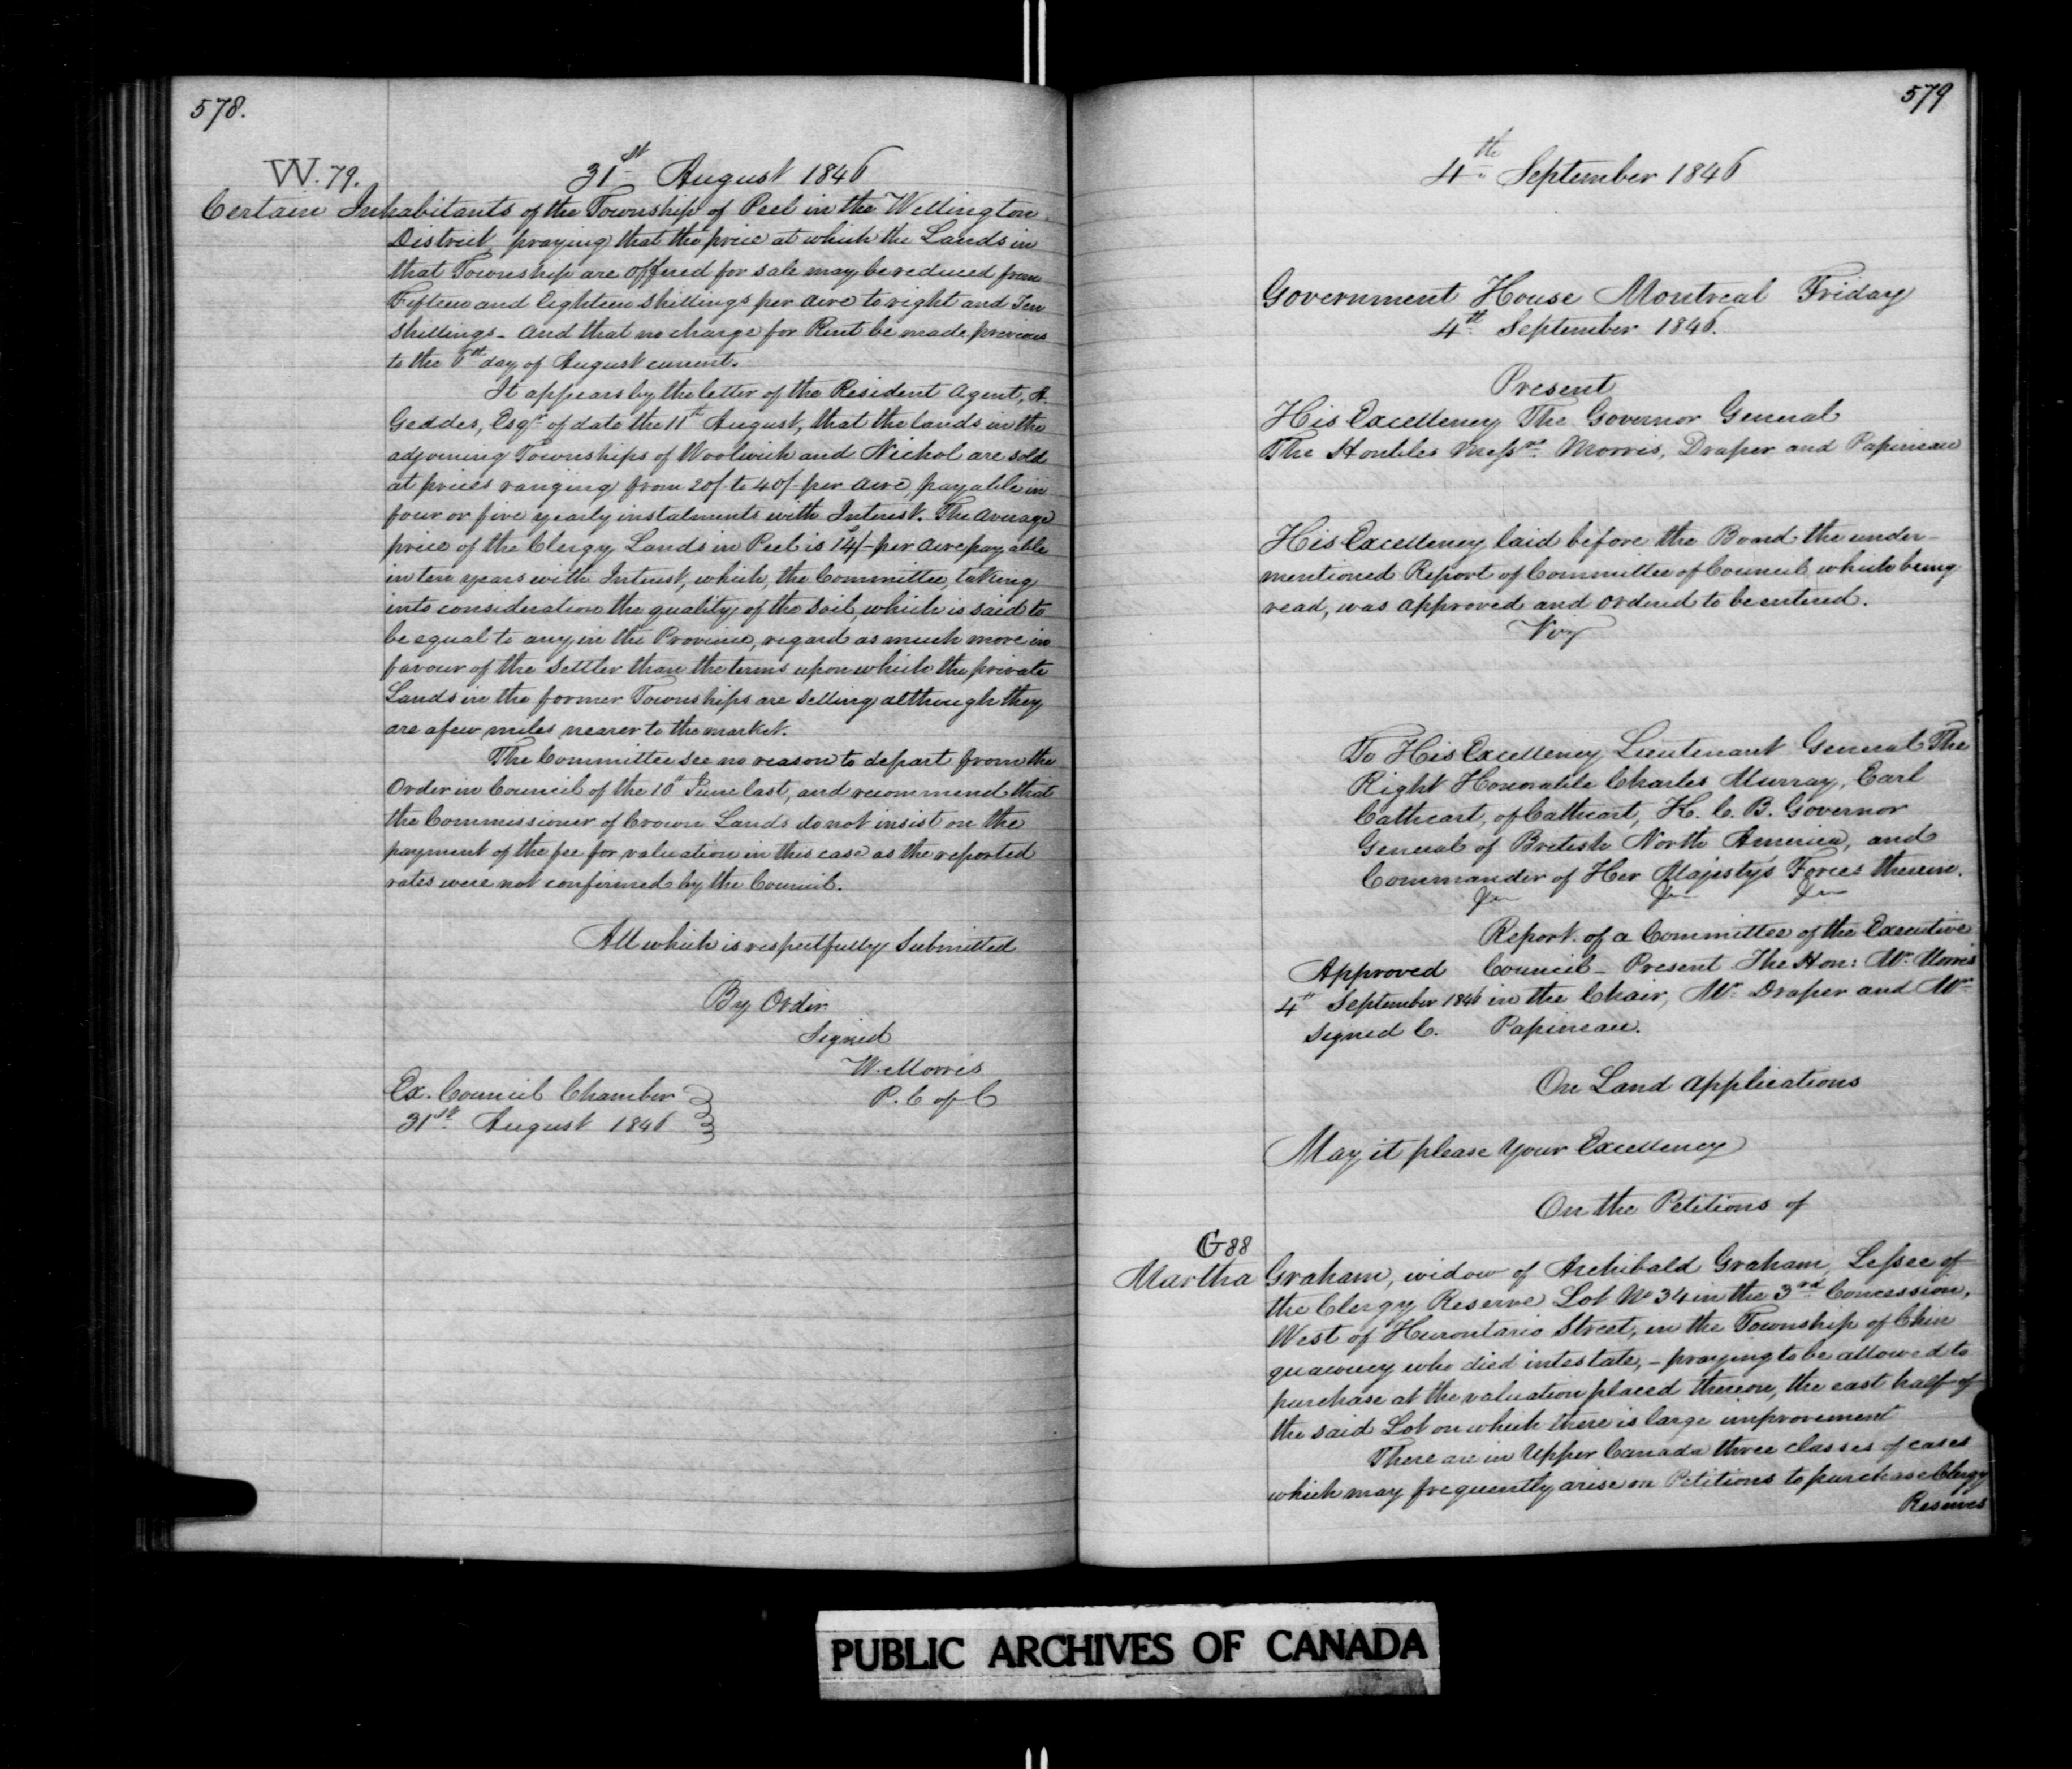 578.
31st August 1846
W. 79.
Certain Inhabitants of the Township of Peel in the Wellington
District, praying that the price at which the Lands in
that Township are offered for sale may be reduced from
Fifteen and Eighteen shillings per acre to eight and Ten
shillings - and that no charge for Rent be made previous
to the 6th day of August current.
It appears by the letter of the Resident Agent, A.
Geddes, Esqr. of date the 11th August, that the lands in the
adjoining Townships of Woolwich and Nichol are sold
at prices ranging from 20/- to 40/- per acre, payable in
four or five yearly instalments with Interest. The average
price of the Clergy Lands in Peel is 14/- per acre payable
in ten years with Interest, which, the Committee, taking
into consideration the quality of the soil, which is said to
be equal to any in the Province, regard as much more in
favour of the Settler than the terms upon which the private
Lands in the former Townships are selling although they
are a few miles nearer to the market.
The Committee see no reason to depart from the
Order in Council of the 10th June last, and recommend that
the Commissioner of Crown Lands do not insist on the
payment of the fee for valuation in this case as the reported
rates were not confirmed by the Council.
All which is respectfully Submitted
By Order
Signed
W. Morris
P. C of C
Ex. Council Chamber
31st August 1846
579
4th September 1846
Government House Montreal Friday
4th September 1846.
Present
His Excellency The Governor General
The Honbles Messrs. Morris, Draper and Papineau
His Excellency laid before the Board the under-
mentioned Report of Committee of Council, which being
read, was approved and ordered to be entered.
Vizt
To His Excellency Lieutenant General The
Right Honorable Charles Murray, Earl
Cathcart, of Cathcart, K. C. B. Governor
General of British North America, and
Commander of Her Majesty's Forces therein.
&c &c &c
Report of a Committee of the Executive
Council - Present The Hon: Mr. Morris
in the Chair, Mr. Draper and Mr.
Papineau.
Approved
4th September 1846
Signed C.
On Land Applications
May it please Your Excellency
On the Petitions of
G 88
Martha Graham, widow of Archibald Graham, Lessee of
the Clergy Reserve Lot No 34 in the 3rd Concession,
West of Hurontario Street, in the Township of Chin
quacousy who died intestate, - praying to be allowed to
purchase at the valuation placed thereon, the east half of
the said Lot on which there is large improvement
There are in Upper Canada three classes of cases
which may frequently arise on Petitions to purchase Clergy
Reserves
PUBLIC ARCHIVES OF CANADA